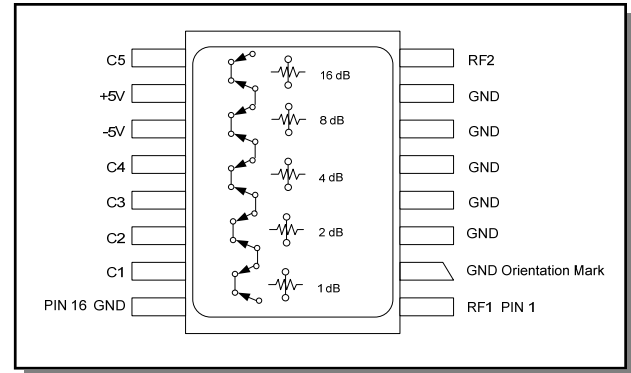 C5
+5V
-5V
C4
C3
C2
C1
PIN 16 GND
16 dB
8 dB
4 dB
2 dB
1 dB
RF2
GND
GND
GND
GND
GND
GND Orientation Mark
RF1 PIN 1